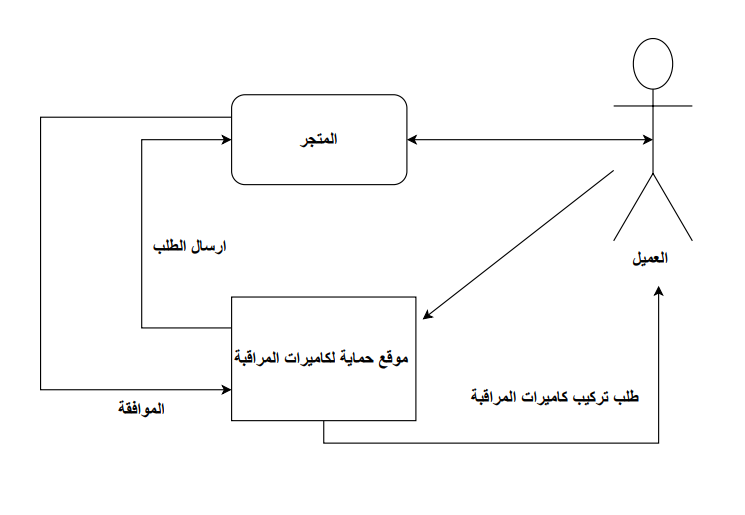 المتجر
ارسال الطلب
العميل
موقع حماية لكاميرات المراقبة
طلب تركيب كاميرات المراقبة
الموافقة